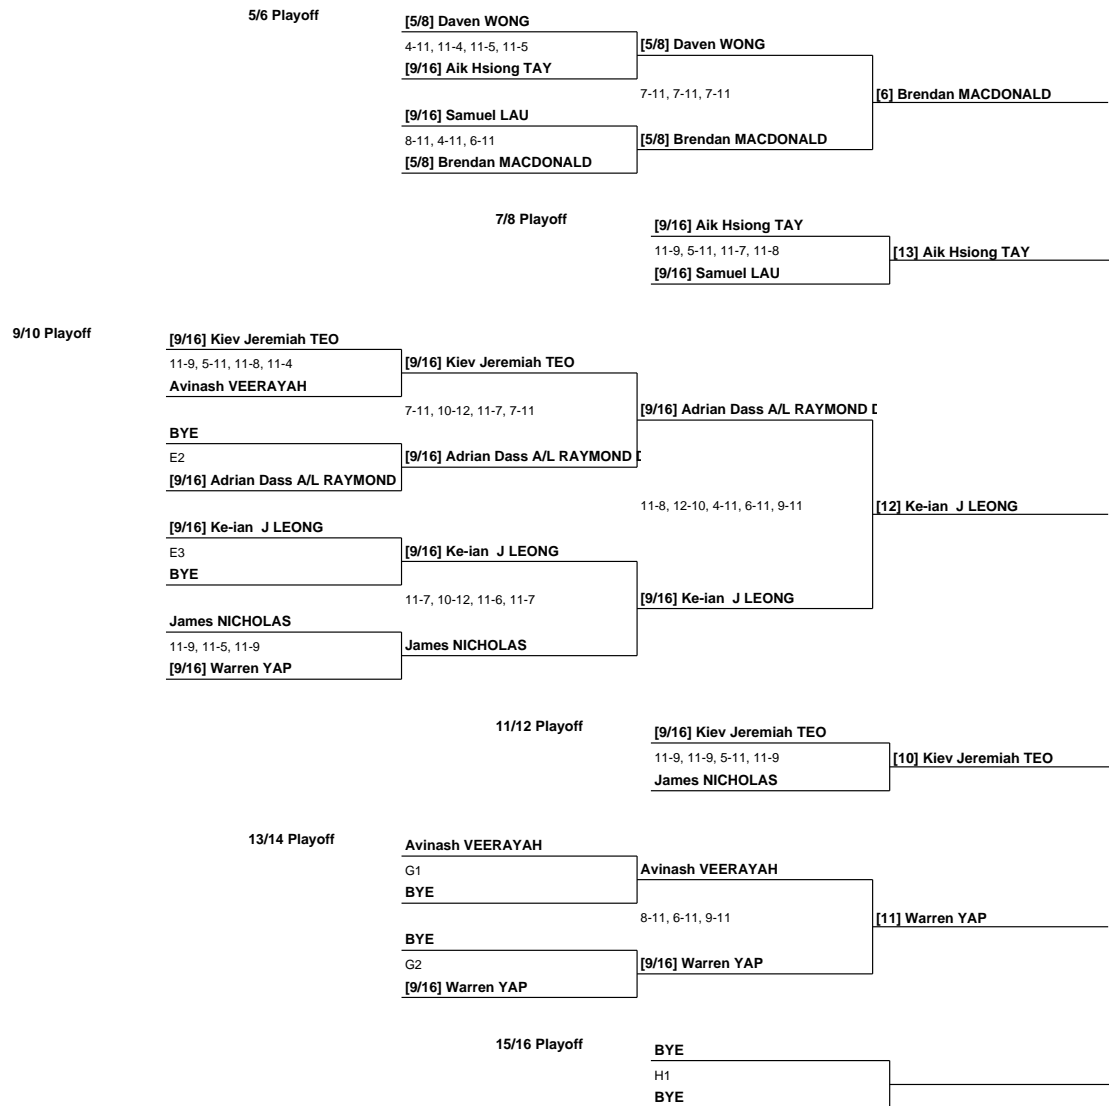 5/6 Playoff
[5/8] Daven WONG
4-11, 11-4, 11-5, 11-5
[9/16] Aik Hsiong TAY
[5/8] Daven WONG
7-11, 7-11, 7-11
[6] Brendan MACDONALD
[9/16] Samuel LAU
8-11, 4-11, 6-11
[5/8] Brendan MACDONALD
[5/8] Brendan MACDONALD
7/8 Playoff
[9/16] Aik Hsiong TAY
11-9, 5-11, 11-7, 11-8
[9/16] Samuel LAU
[13] Aik Hsiong TAY
9/10 Playoff
[9/16] Kiev Jeremiah TEO
11-9, 5-11, 11-8, 11-4
Avinash VEERAYAH
[9/16] Kiev Jeremiah TEO
7-11, 10-12, 11-7, 7-11
[9/16] Adrian Dass A/L RAYMOND D
BYE
E2
[9/16] Adrian Dass A/L RAYMOND
[9/16] Adrian Dass A/L RAYMOND D
11-8, 12-10, 4-11, 6-11, 9-11
[12] Ke-ian J LEONG
[9/16] Ke-ian J LEONG
E3
BYE
[9/16] Ke-ian J LEONG
11-7, 10-12, 11-6, 11-7
[9/16] Ke-ian J LEONG
James NICHOLAS
11-9, 11-5, 11-9
[9/16] Warren YAP
James NICHOLAS
11/12 Playoff
[9/16] Kiev Jeremiah TEO
11-9, 11-9, 5-11, 11-9
James NICHOLAS
[10] Kiev Jeremiah TEO
13/14 Playoff
Avinash VEERAYAH
G1
BYE
Avinash VEERAYAH
8-11, 6-11, 9-11
[11] Warren YAP
BYE
G2
[9/16] Warren YAP
[9/16] Warren YAP
15/16 Playoff
BYE
H1
BYE